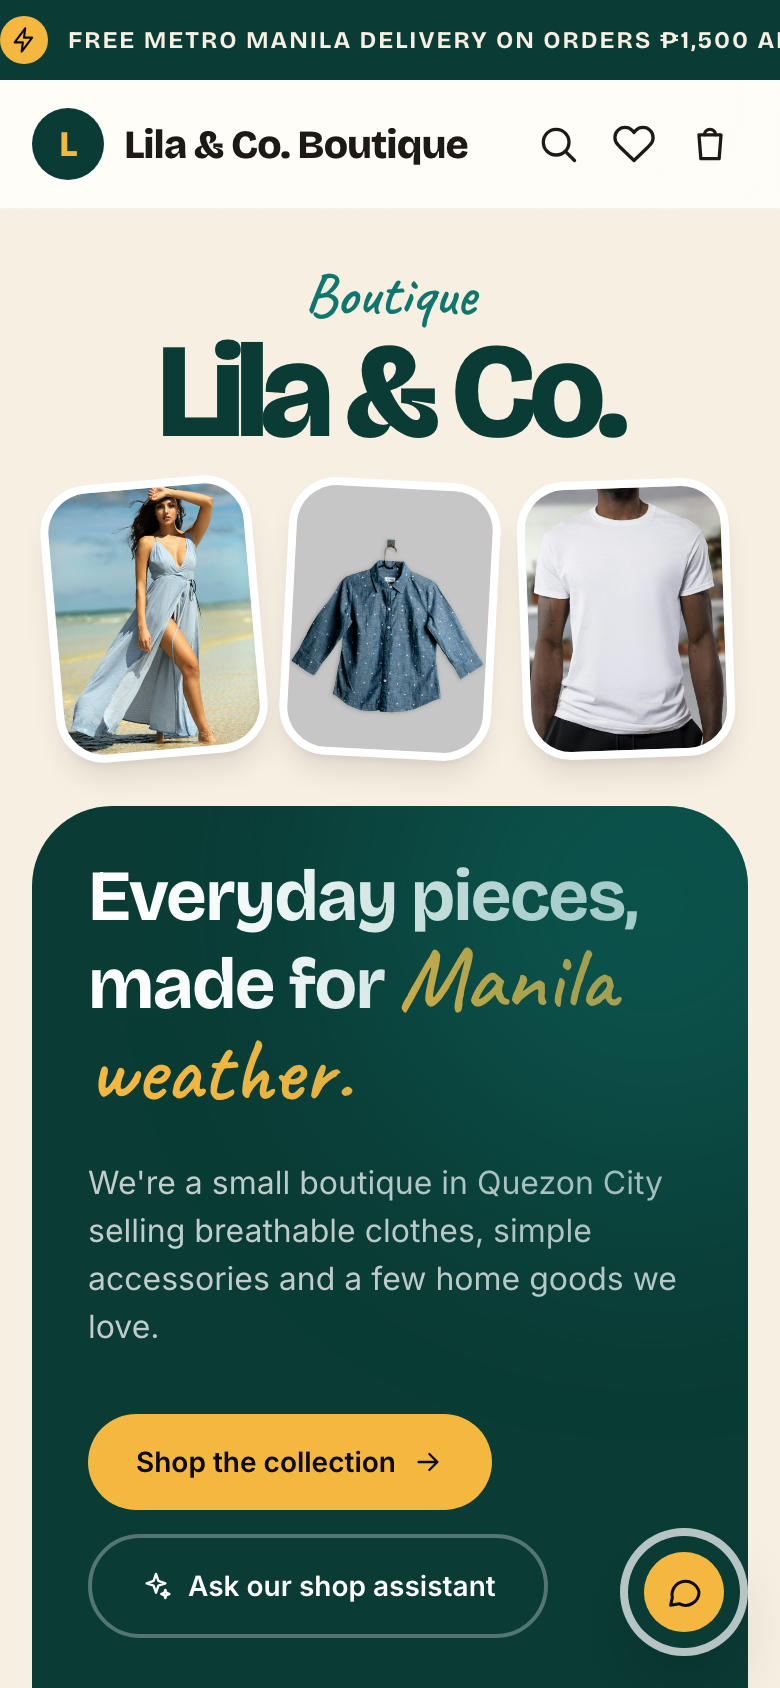 FREE METRO MANILA DELIVERY ON ORDERS ₱1,500
L
Lila & Co. Boutique
Boutique
Lila & Co.
Everyday pieces,
made for Manila
weather.
We're a small boutique in Quezon City
selling breathable clothes, simple
accessories and a few home goods we
love.
Shop the collection →
Ask our shop assistant